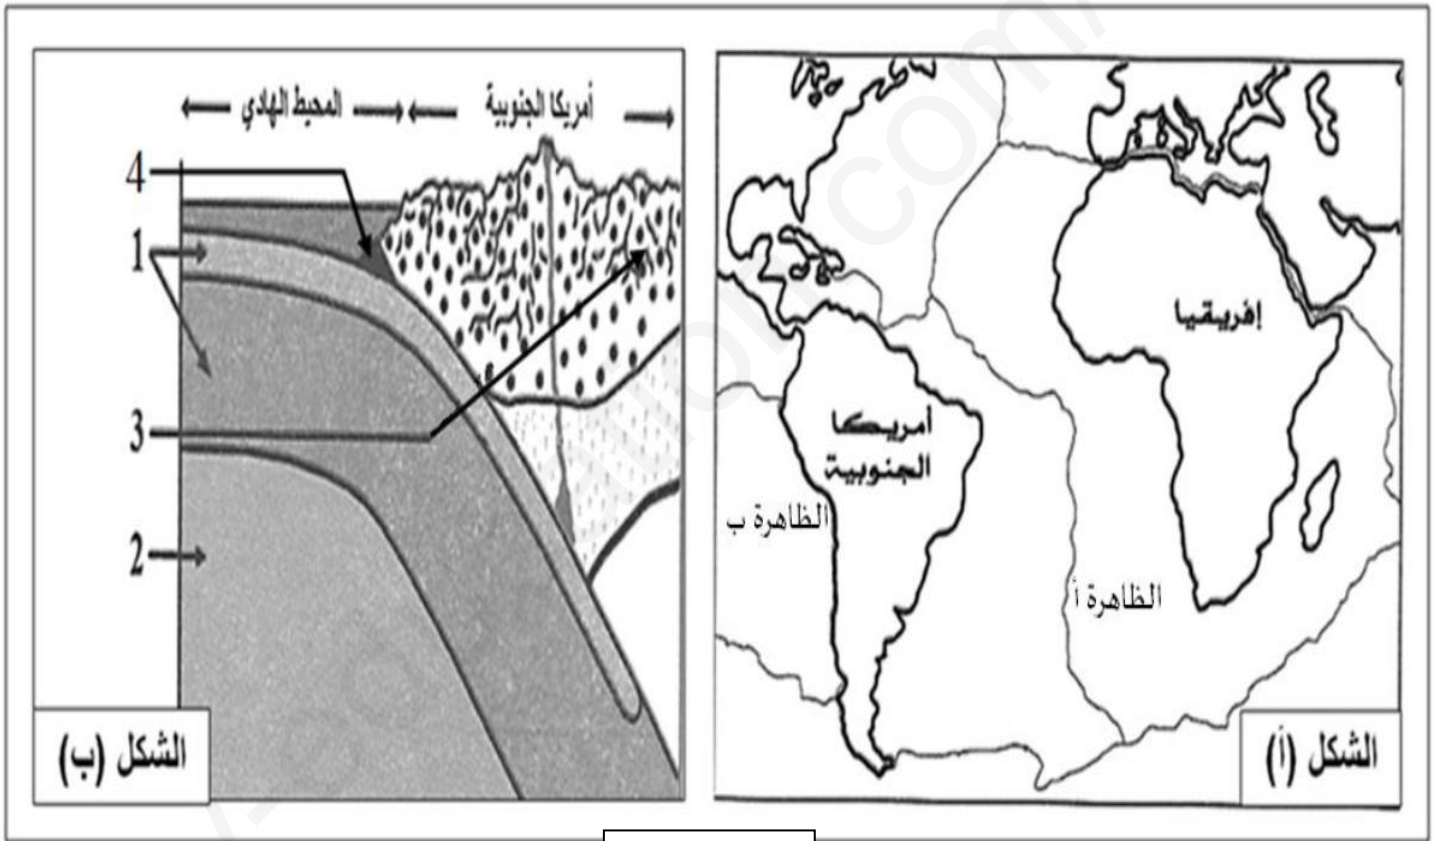 إفريقيا
أمريكا
الجنوبية
الظاهرة ب
الظاهرة أ
الشكل (أ)
أمريكا الجنوبية
المحيط الهادي
4
1
3
2
الشكل (ب)